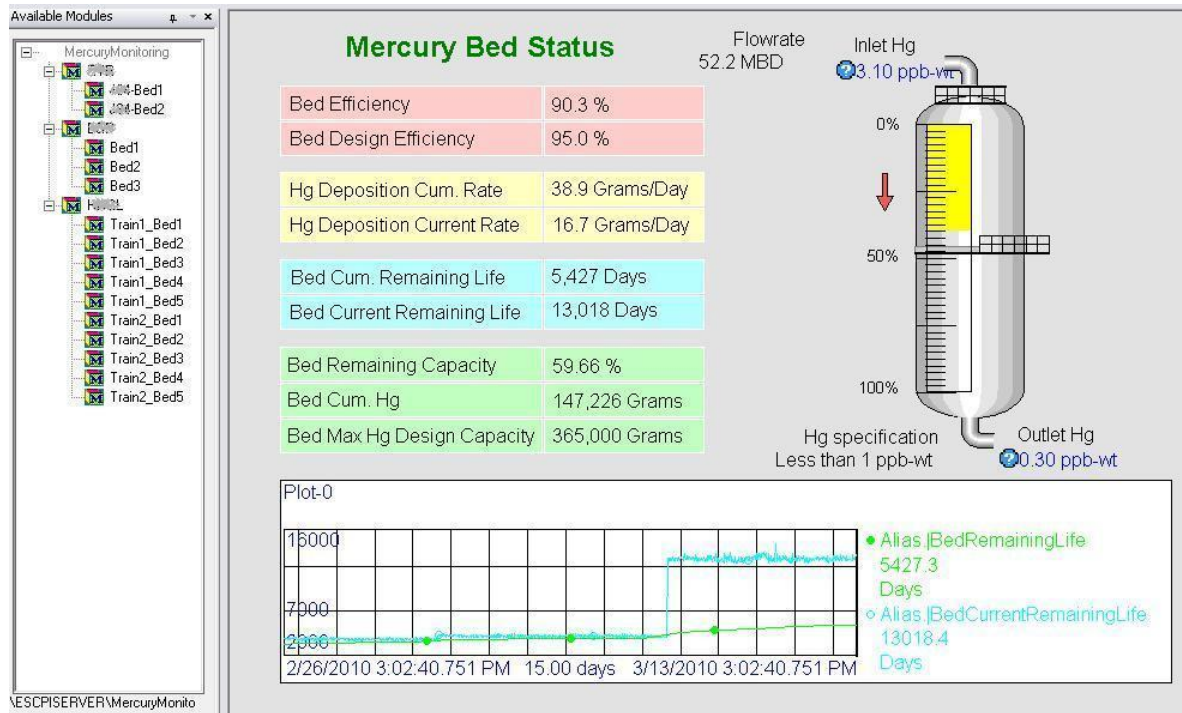 Available Modules
MercuryMonitoring
-Bed1
-Bed2
Bed1
Bed2
Bed3
Train1_Bed1
Train1_Bed2
Train1_Bed3
Train1_Bed4
Train1_Bed5
Train2_Bed1
Train2_Bed2
Train2_Bed3
Train2_Bed4
Train2_Bed5
\ESCPISERVER\MercuryMonito
Mercury Bed Status
Flowrate
52.2 MBD
Inlet Hg
3.10 ppb-wt
Bed Efficiency 90.3 %
Bed Design Efficiency 95.0 %
Hg Deposition Cum. Rate 38.9 Grams/Day
Hg Deposition Current Rate 16.7 Grams/Day
Bed Cum. Remaining Life 5,427 Days
Bed Current Remaining Life 13,018 Days
Bed Remaining Capacity 59.66 %
Bed Cum. Hg 147,226 Grams
Bed Max Hg Design Capacity 365,000 Grams
0%
50%
100%
Hg specification
Less than 1 ppb-wt
Outlet Hg
0.30 ppb-wt
Plot-0
16000
7000
2000
2/26/2010 3:02:40.751 PM 15.00 days 3/13/2010 3:02:40.751 PM
Alias.|BedRemainingLife
5427.3
Days
Alias.|BedCurrentRemainingLife
13018.4
Days